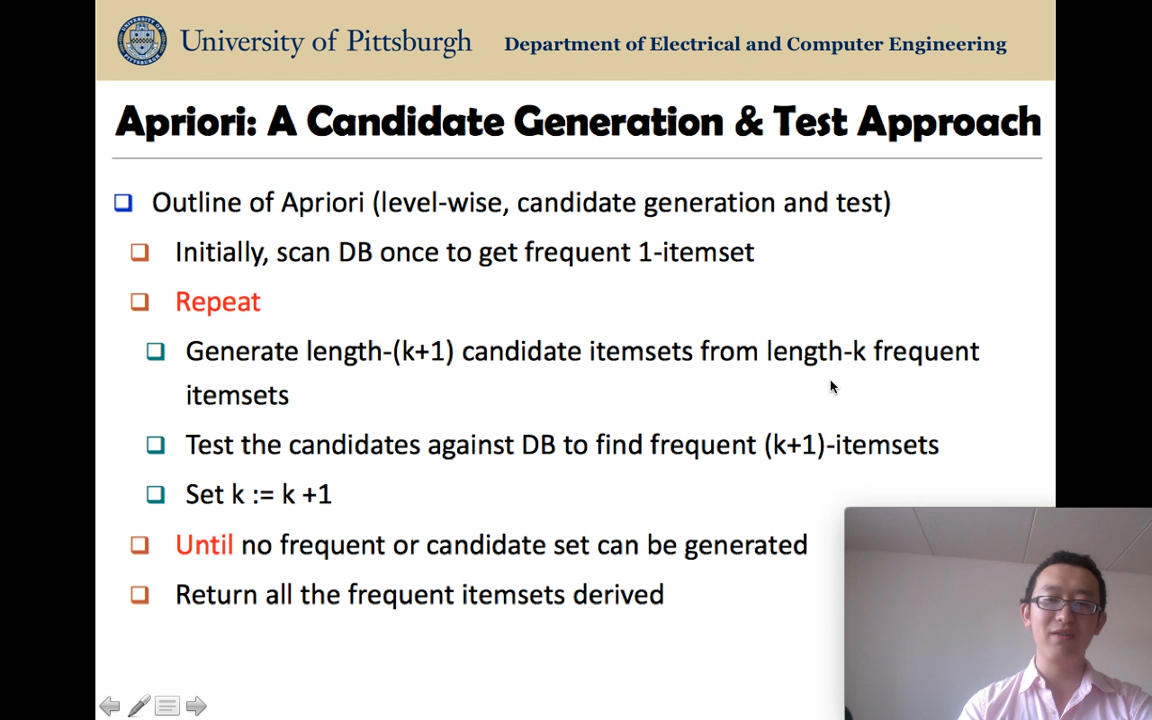 University of Pittsburgh Department of Electrical and Computer Engineering
Apriori: A Candidate Generation & Test Approach
Outline of Apriori (level-wise, candidate generation and test)
Initially, scan DB once to get frequent 1-itemset
Repeat
Generate length-(k+1) candidate itemsets from length-k frequent
itemsets
Test the candidates against DB to find frequent (k+1)-itemsets
Set k := k +1
Until no frequent or candidate set can be generated
Return all the frequent itemsets derived